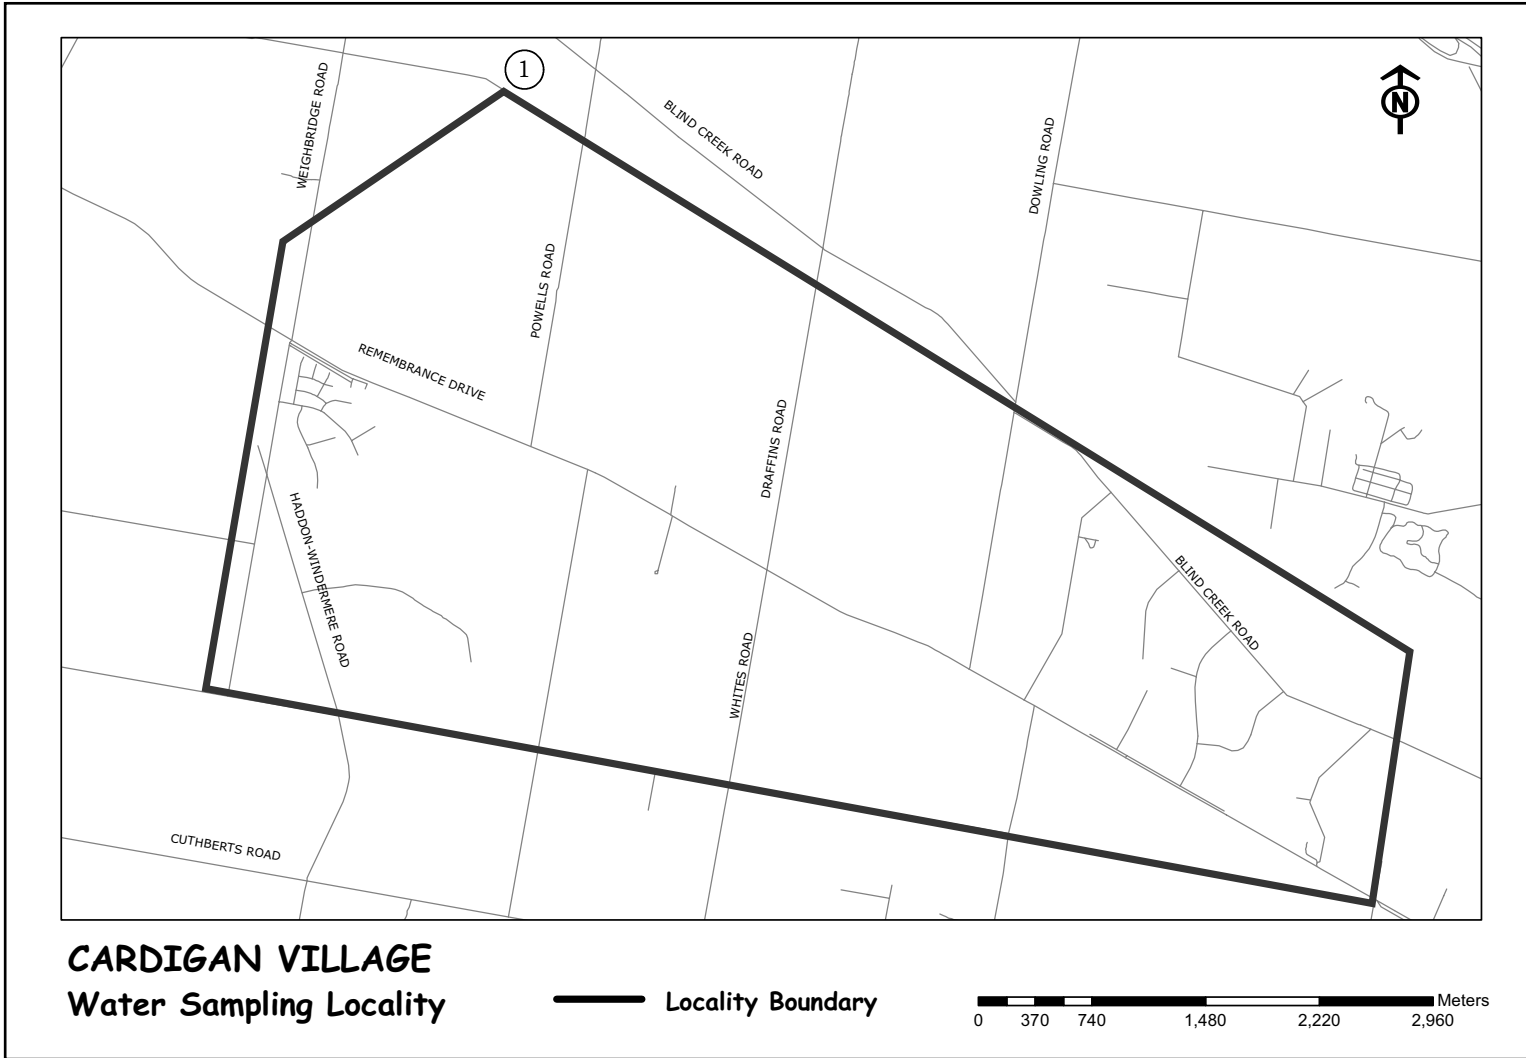 1
N
WEIGHBRIDGE ROAD
BLIND CREEK ROAD
DOWLING ROAD
POWELLS ROAD
REMEMBRANCE DRIVE
DRAFFINS ROAD
HADDON-WINDERMERE ROAD
BLIND CREEK ROAD
WHITES ROAD
CUTHBERTS ROAD
CARDIGAN VILLAGE
Water Sampling Locality
Locality Boundary
Meters
0 370 740 1,480 2,220 2,960